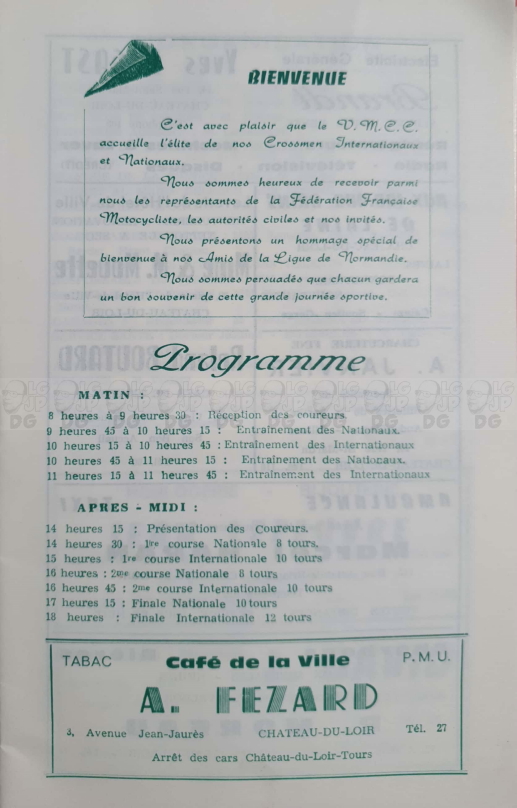 BIENVENUE
C'est avec plaisir que le V.M.C.C.
accueille l'élite de nos Crossmen Internationaux
et Nationaux.
Nous sommes heureux de recevoir parmi
nous les représentants de la Fédération Française
Motocycliste, les autorités civiles et nos invités.
Nous présentons un hommage spécial de
bienvenue à nos Amis de la Ligue de Normandie.
Nous sommes persuadés que chacun gardera
un bon souvenir de cette grande journée sportive.
Programme
MATIN :
8 heures à 9 heures 30 : Réception des coureurs.
9 heures 45 à 10 heures 15 : Entraînement des Nationaux.
10 heures 15 à 10 heures 45 : Entraînement des Internationaux
10 heures 45 à 11 heures 15 : Entraînement des Nationaux.
11 heures 15 à 11 heures 45 : Entraînement des Internationaux
APRES - MIDI :
14 heures 15 : Présentation des Coureurs.
14 heures 30 : 1re course Nationale 8 tours.
15 heures : 1re course Internationale 10 tours
16 heures : 2me course Nationale 8 tours
16 heures 45 : 2me course Internationale 10 tours
17 heures 15 : Finale Nationale 10 tours
18 heures : Finale Internationale 12 tours
TABAC Café de la Ville P.M.U.
A. FEZARD
3, Avenue Jean-Jaurès CHATEAU-DU-LOIR Tél. 27
Arrêt des cars Château-du-Loir-Tours